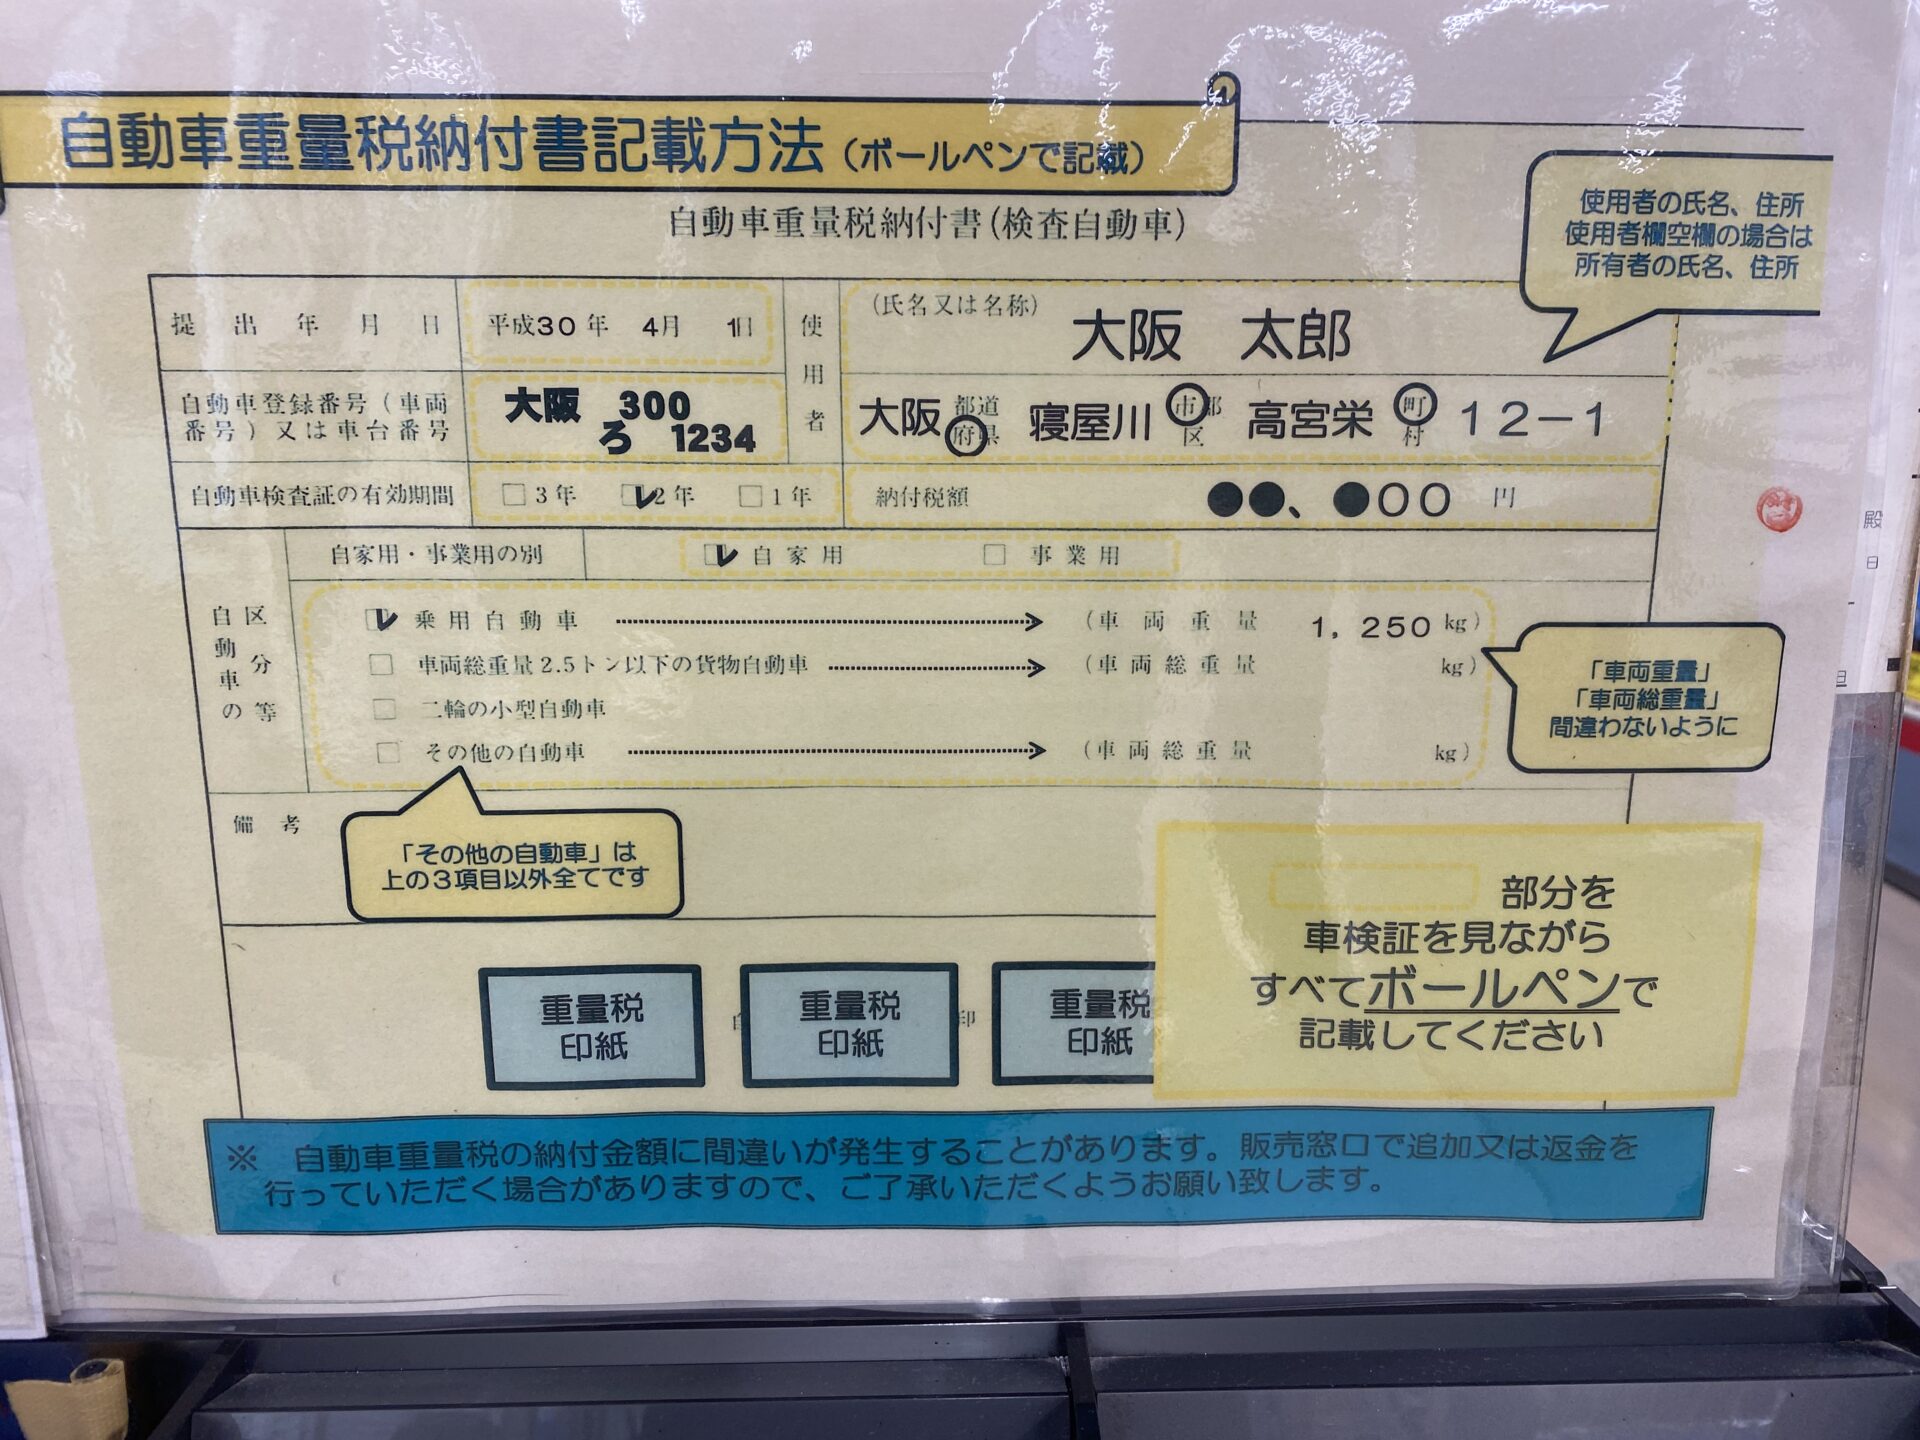 自動車重量税納付書記載方法（ボールペンで記載）
自動車重量税納付書(検査自動車)
使用者の氏名、住所
使用者欄空欄の場合は
所有者の氏名、住所
提出年月日
平成30年 4月 1日
使用者
(氏名又は名称)
大阪 太郎
自動車登録番号(車両
番号)又は車台番号
大阪 300
ろ 1234
大阪 都道府県 寝屋川 市郡区 高宮栄 町村 12－1
自動車検査証の有効期間
□3年 ☑2年 □1年
納付税額
●●、●00 円
自家用・事業用の別
☑ 自家用 □ 事業用
自動車の区分等
☑ 乗用自動車 (車両重量 1,250 kg)
□ 車両総重量2.5トン以下の貨物自動車 (車両総重量 kg)
□ 二輪の小型自動車
□ その他の自動車 (車両総重量 kg)
「車両重量」
「車両総重量」
間違わないように
備考
「その他の自動車」は
上の3項目以外全てです
部分を
車検証を見ながら
すべてボールペンで
記載してください
重量税
印紙
重量税
印紙
印
重量税
印紙
※ 自動車重量税の納付金額に間違いが発生することがあります。販売窓口で追加又は返金を
行っていただく場合がありますので、ご了承いただくようお願い致します。
殿
日